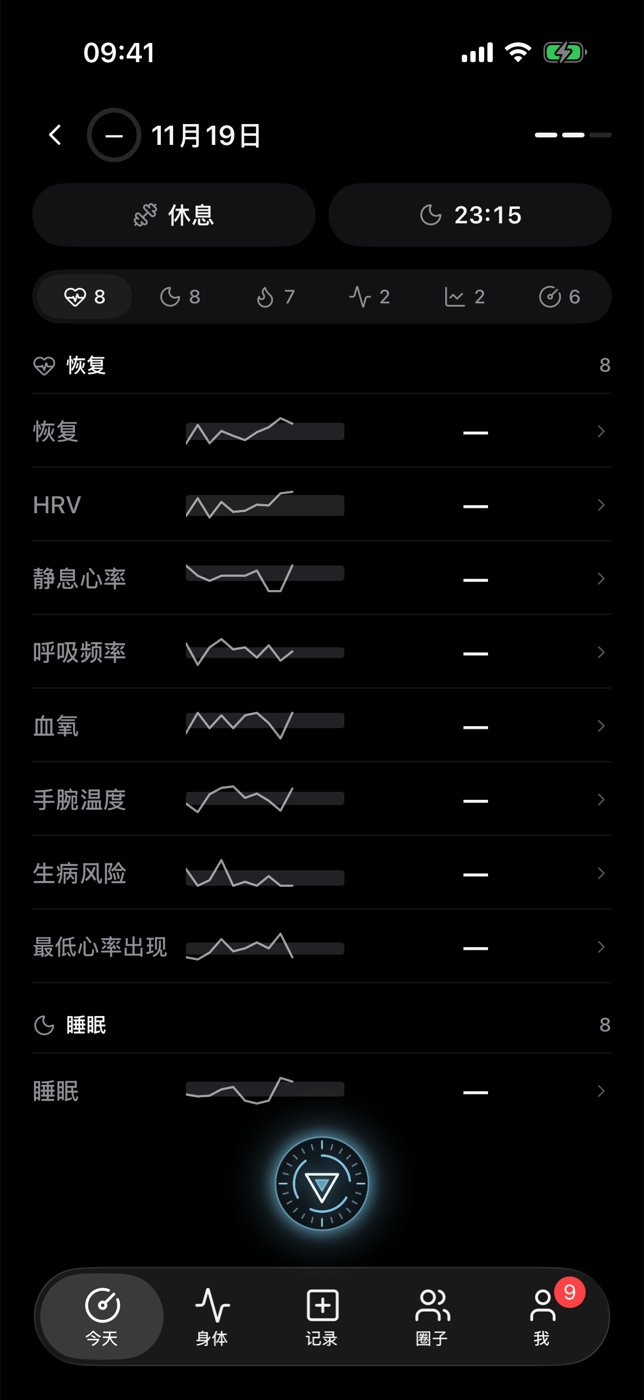 09:41
— 11月19日
休息 23:15
8 8 7 2 2 6
恢复 8
恢复 —
HRV —
静息心率 —
呼吸频率 —
血氧 —
手腕温度 —
生病风险 —
最低心率出现 —
睡眠 8
睡眠 —
9
今天 身体 记录 圈子 我